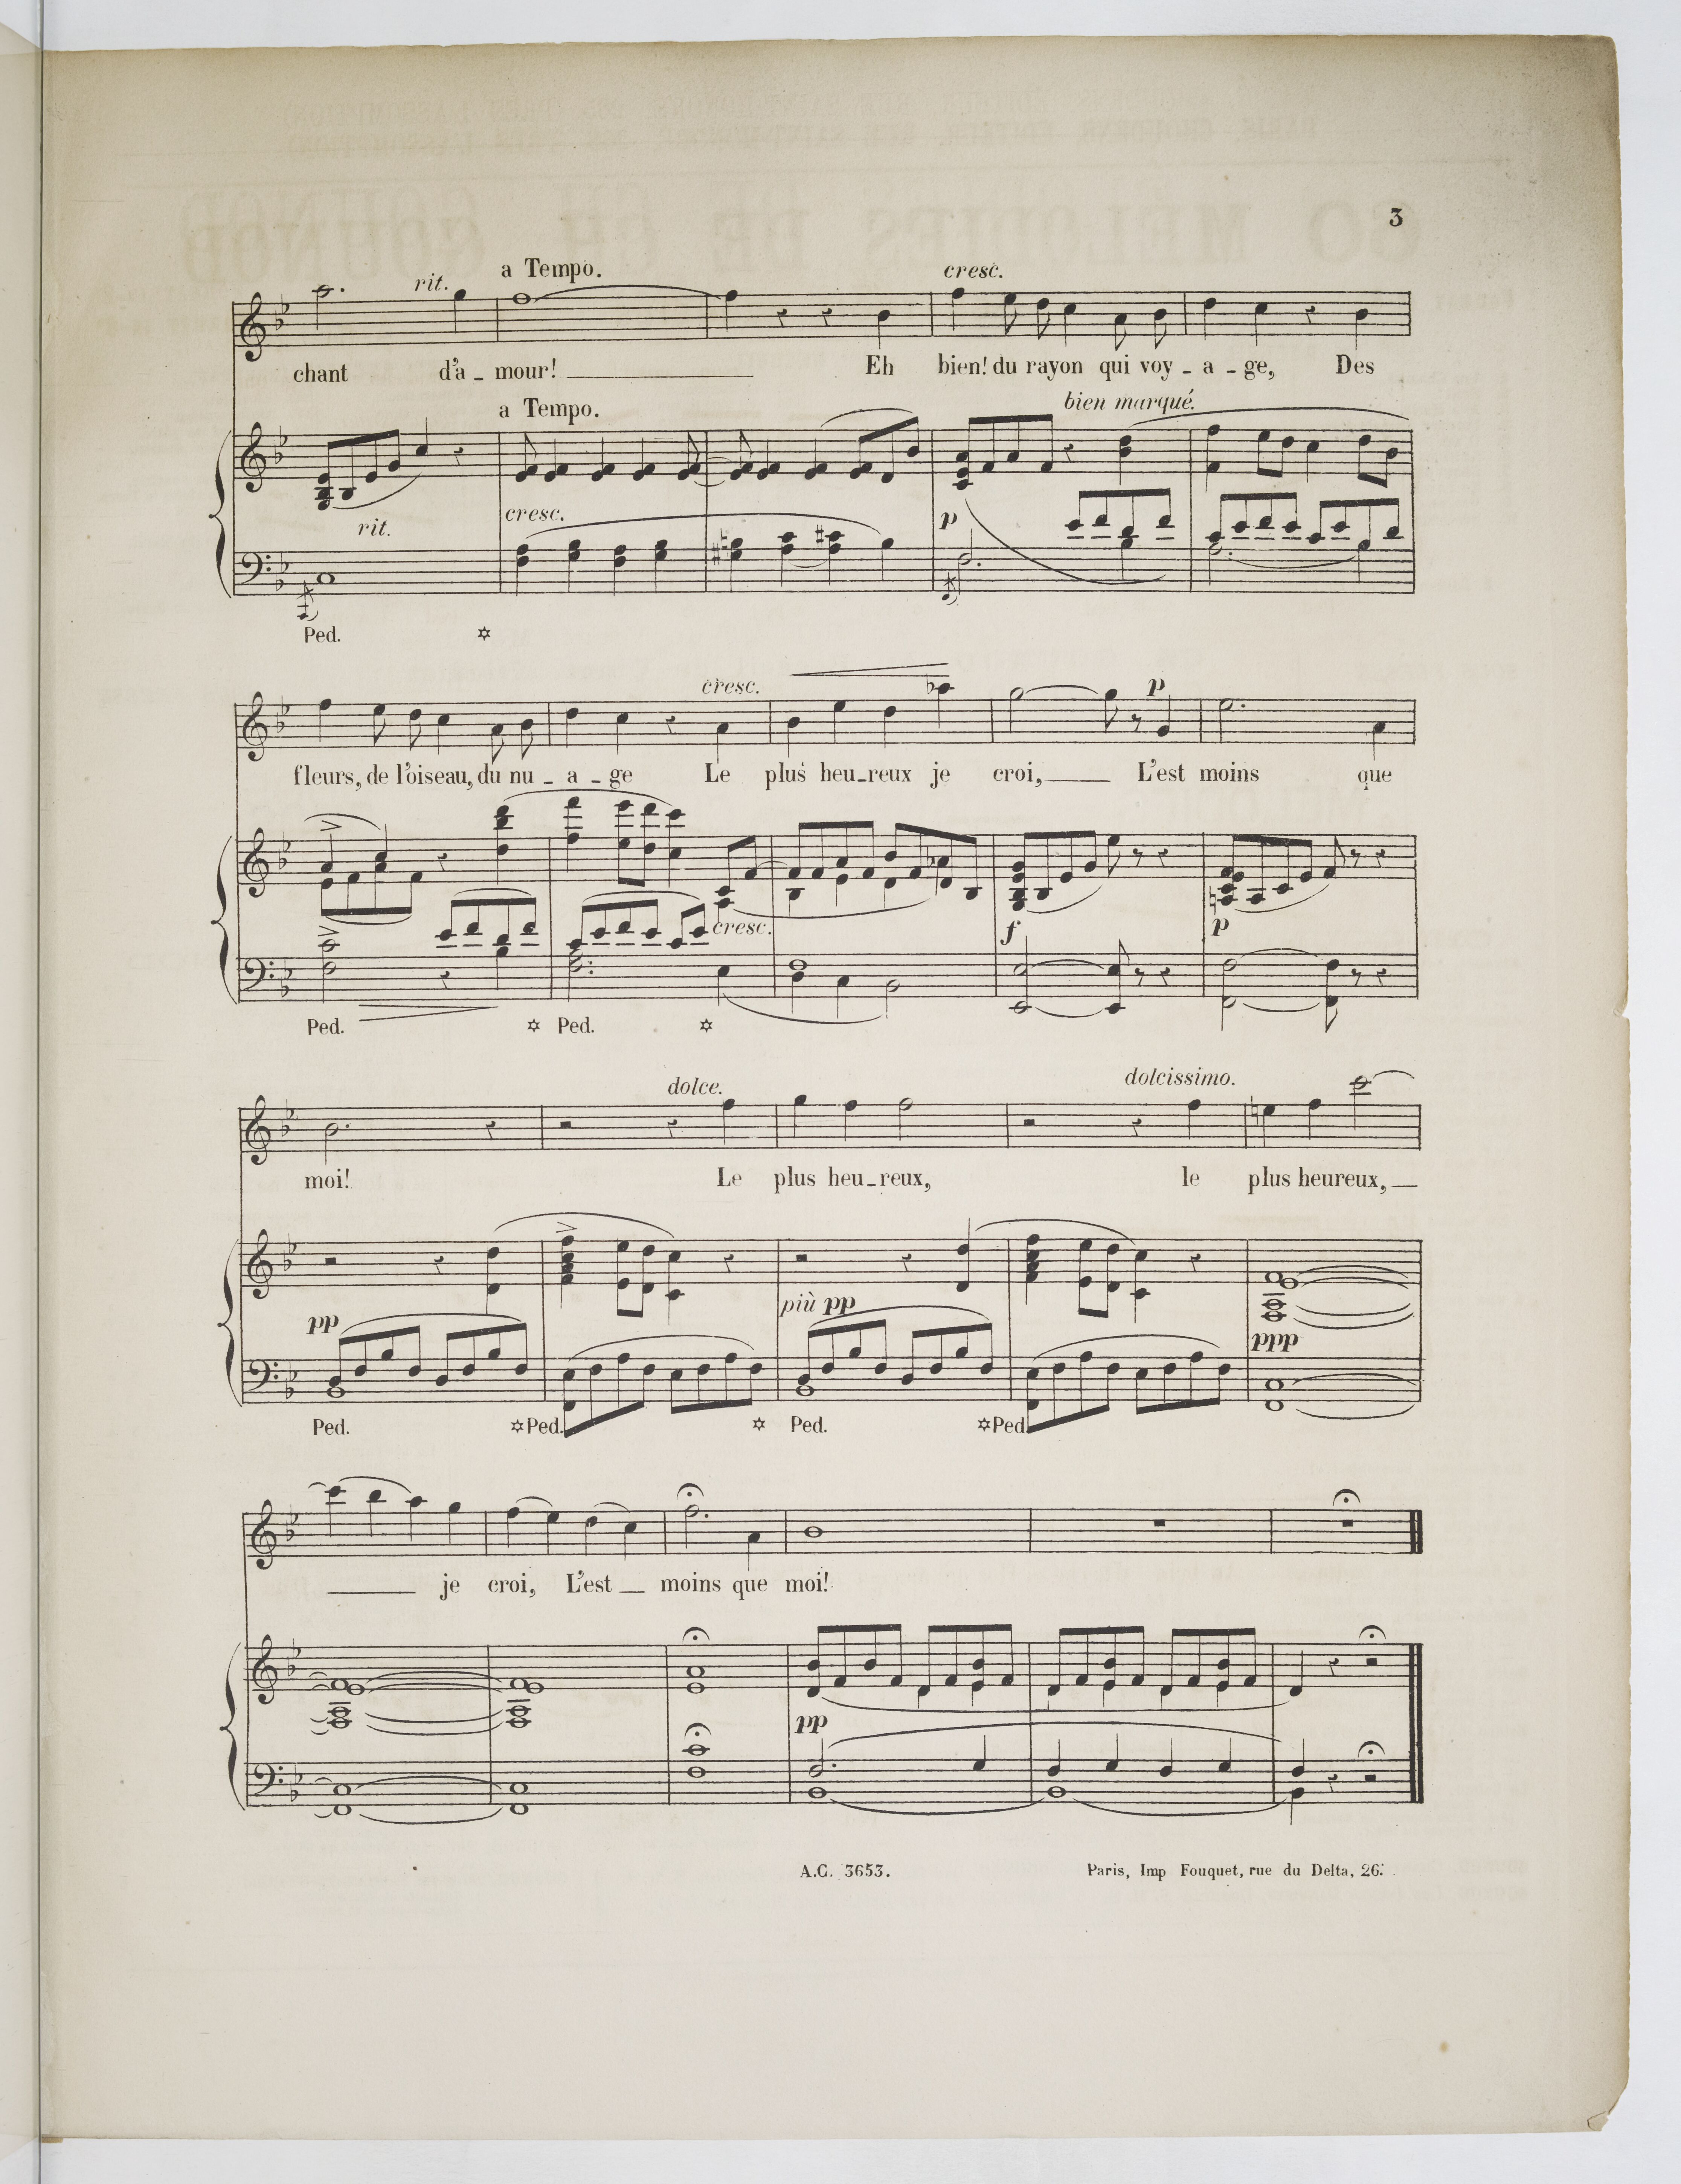 3
rit. a Tempo. cresc.
chant d'a_mour! Eh bien! du rayon qui voy_a_ge, Des
a Tempo. bien marqué.
rit. cresc. p
Ped.
cresc. p
fleurs, de l'oiseau, du nu_a_ge Le plus heu_reux je croi, L'est moins que
cresc. f p
Ped. Ped.
dolce. dolcissimo.
moi! Le plus heu_reux, le plus heureux,
pp più pp ppp
Ped. Ped. Ped. Ped.
je croi, L'est moins que moi!
pp
A.C. 3653. Paris, Imp Fouquet, rue du Delta, 26.